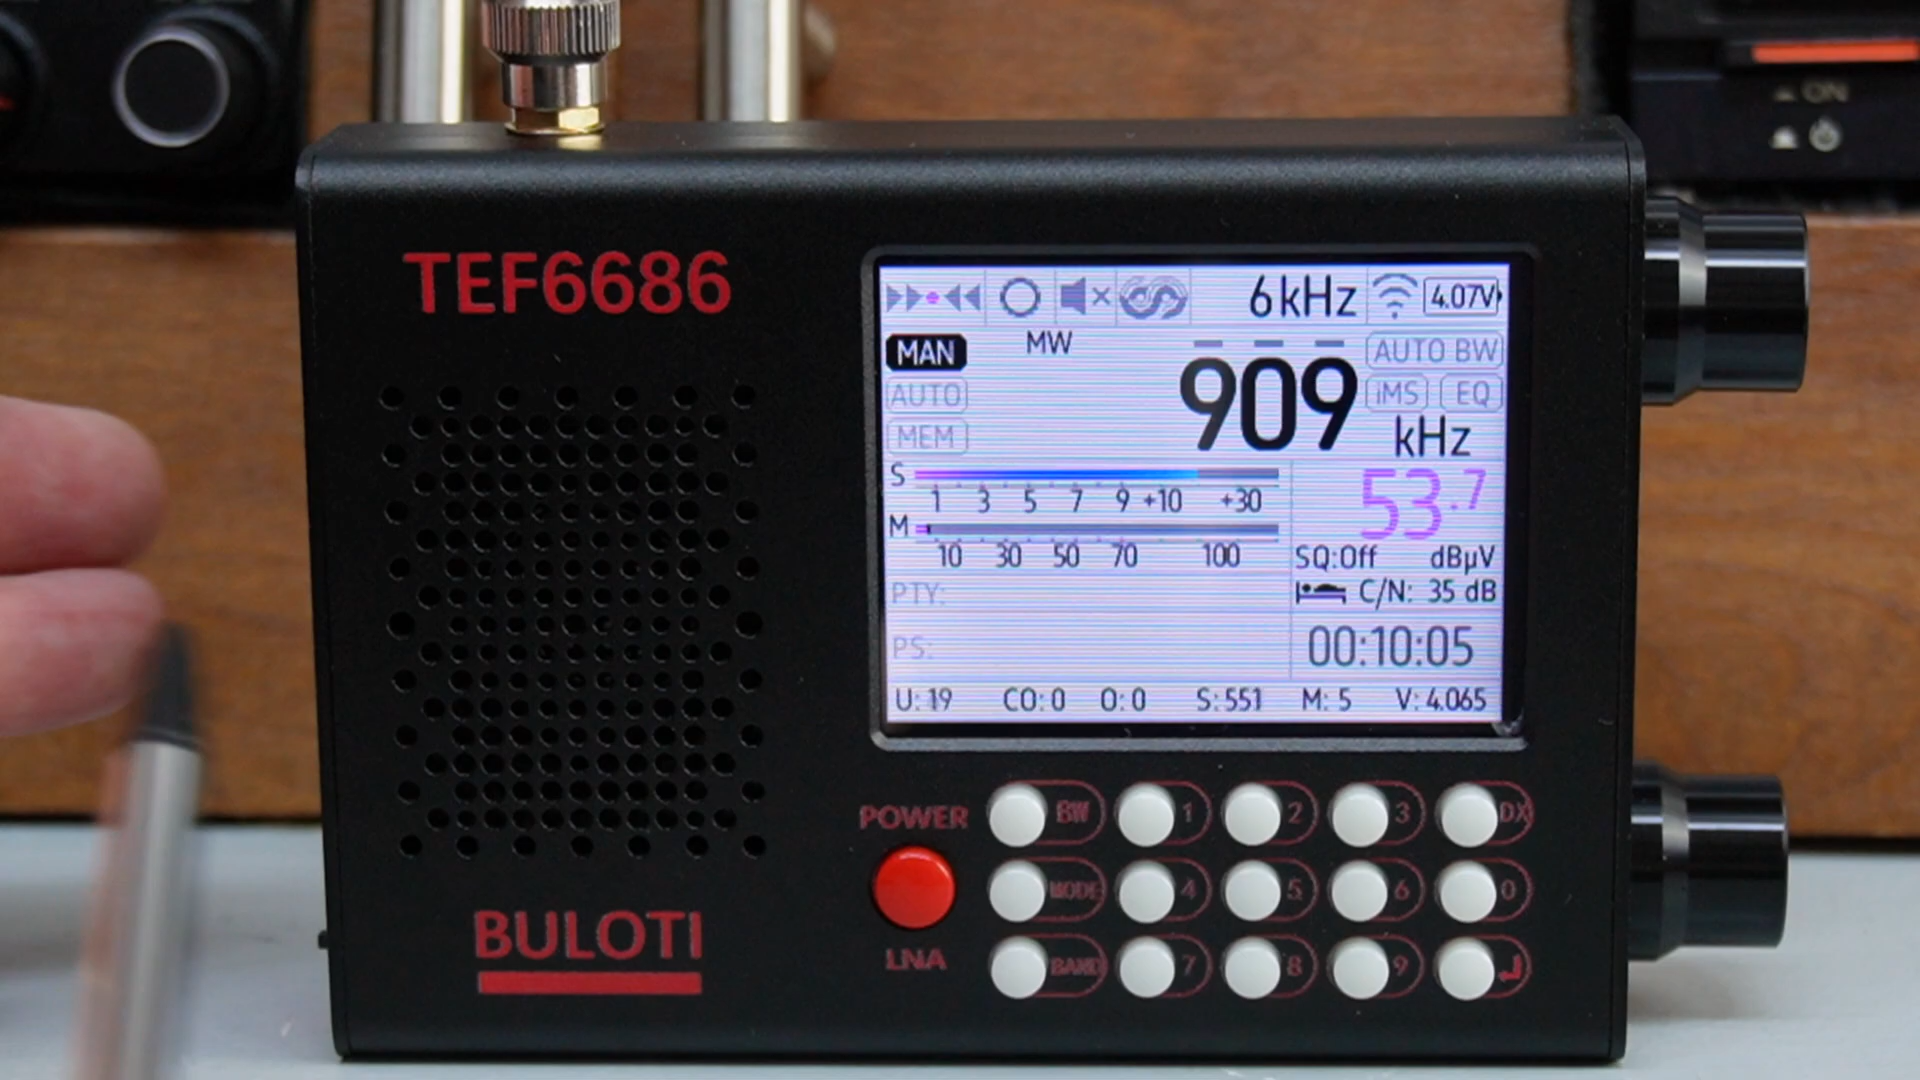 ON
TEF6686
6kHz 4.07V
MAN MW AUTO BW
909 kHz
AUTO iMS EQ
MEM
S 1 3 5 7 9 +10 +30
53.7
M 10 30 50 70 100
SQ:Off dBµV
PTY: C/N: 35 dB
PS: 00:10:05
U: 19 CO: 0 O: 0 S: 551 M: 5 V: 4.065
POWER BW 1 2 3 DX
MODE 4 5 6 0
BULOTI
LNA BAND 7 8 9